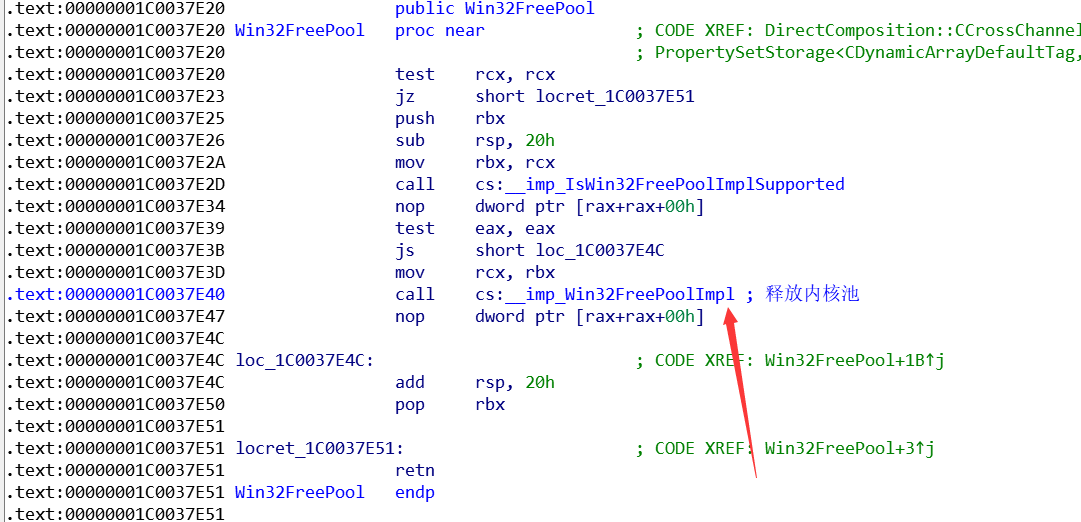 .text:00000001C0037E20 public Win32FreePool
.text:00000001C0037E20 Win32FreePool proc near ; CODE XREF: DirectComposition::CCrossChannel
.text:00000001C0037E20 ; PropertySetStorage<CDynamicArrayDefaultTag,
.text:00000001C0037E20 test rcx, rcx
.text:00000001C0037E23 jz short locret_1C0037E51
.text:00000001C0037E25 push rbx
.text:00000001C0037E26 sub rsp, 20h
.text:00000001C0037E2A mov rbx, rcx
.text:00000001C0037E2D call cs:__imp_IsWin32FreePoolImplSupported
.text:00000001C0037E34 nop dword ptr [rax+rax+00h]
.text:00000001C0037E39 test eax, eax
.text:00000001C0037E3B js short loc_1C0037E4C
.text:00000001C0037E3D mov rcx, rbx
.text:00000001C0037E40 call cs:__imp_Win32FreePoolImpl ; 释放内核池
.text:00000001C0037E47 nop dword ptr [rax+rax+00h]
.text:00000001C0037E4C
.text:00000001C0037E4C loc_1C0037E4C: ; CODE XREF: Win32FreePool+1B↑j
.text:00000001C0037E4C add rsp, 20h
.text:00000001C0037E50 pop rbx
.text:00000001C0037E51
.text:00000001C0037E51 locret_1C0037E51: ; CODE XREF: Win32FreePool+3↑j
.text:00000001C0037E51 retn
.text:00000001C0037E51 Win32FreePool endp
.text:00000001C0037E51